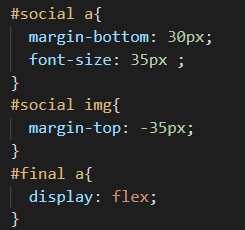 #social a{
margin-bottom: 30px;
font-size: 35px ;
}
#social img{
margin-top: -35px;
}
#final a{
display: flex;
}